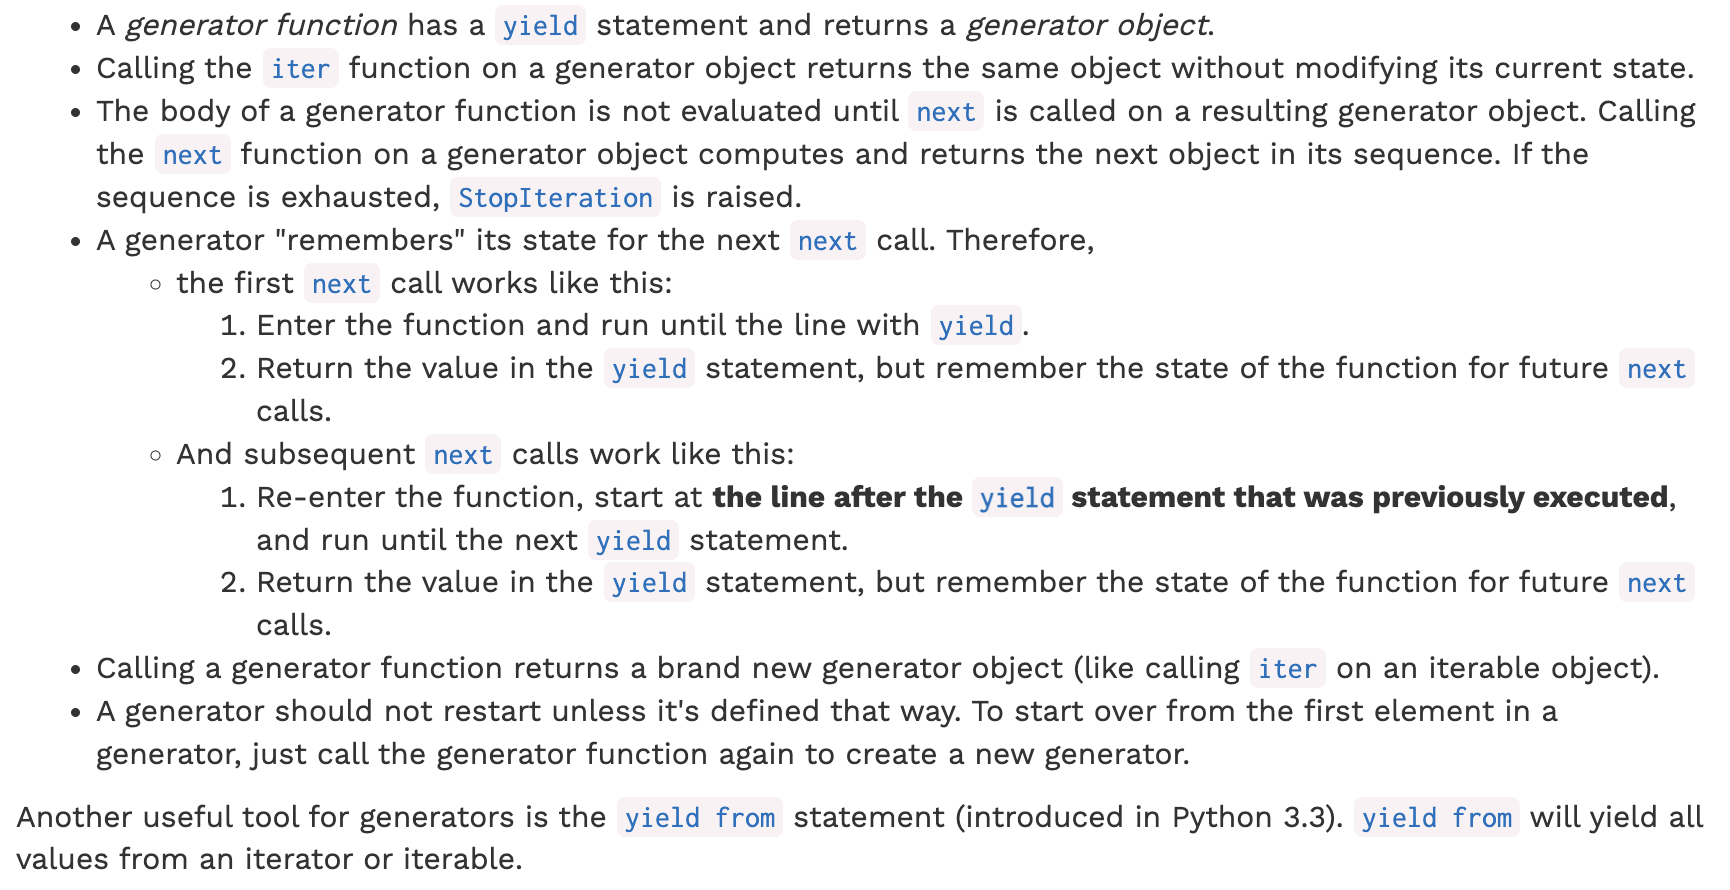 • A generator function has a yield statement and returns a generator object.
• Calling the iter function on a generator object returns the same object without modifying its current state.
• The body of a generator function is not evaluated until next is called on a resulting generator object. Calling
the next function on a generator object computes and returns the next object in its sequence. If the
sequence is exhausted, StopIteration is raised.
• A generator "remembers" its state for the next next call. Therefore,
◦ the first next call works like this:
1. Enter the function and run until the line with yield.
2. Return the value in the yield statement, but remember the state of the function for future next
calls.
◦ And subsequent next calls work like this:
1. Re-enter the function, start at the line after the yield statement that was previously executed,
and run until the next yield statement.
2. Return the value in the yield statement, but remember the state of the function for future next
calls.
• Calling a generator function returns a brand new generator object (like calling iter on an iterable object).
• A generator should not restart unless it's defined that way. To start over from the first element in a
generator, just call the generator function again to create a new generator.
Another useful tool for generators is the yield from statement (introduced in Python 3.3). yield from will yield all
values from an iterator or iterable.